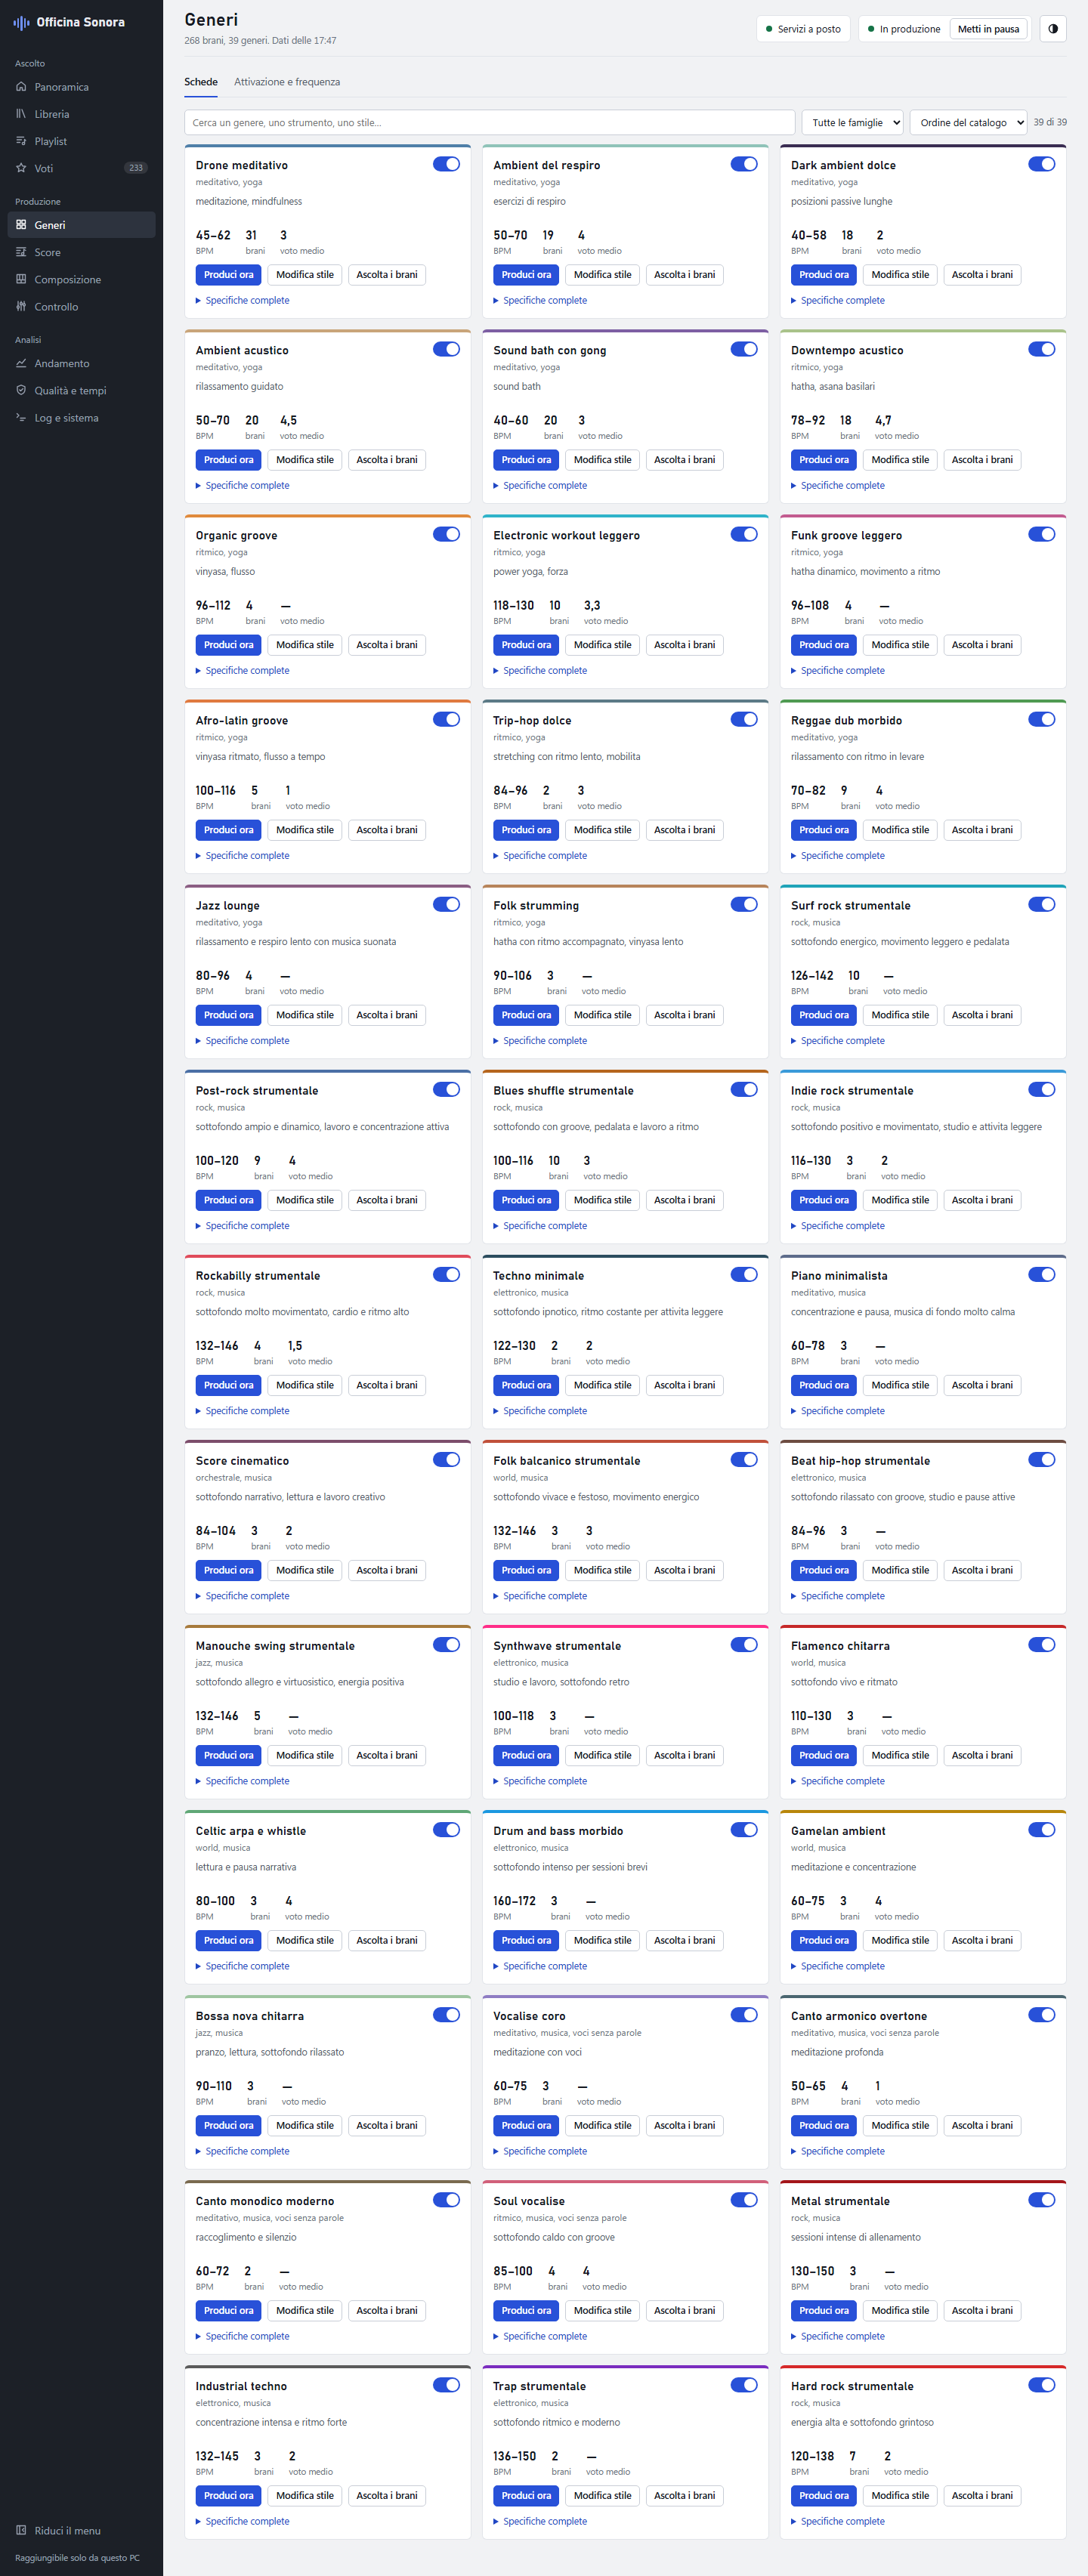 Officina Sonora
Ascolto
Panoramica
Libreria
Playlist
Voti 233
Produzione
Generi
Score
Composizione
Controllo
Analisi
Andamento
Qualità e tempi
Log e sistema
Riduci il menu
Raggiungibile solo da questo PC
Generi
268 brani, 39 generi. Dati delle 17:47
Servizi a posto
In produzione Metti in pausa
Schede Attivazione e frequenza
Cerca un genere, uno strumento, uno stile...
Tutte le famiglie
Ordine del catalogo
39 di 39
Drone meditativo
meditativo, yoga
meditazione, mindfulness
45–62 31 3
BPM brani voto medio
Produci ora Modifica stile Ascolta i brani
Specifiche complete
Ambient del respiro
meditativo, yoga
esercizi di respiro
50–70 19 4
BPM brani voto medio
Produci ora Modifica stile Ascolta i brani
Specifiche complete
Dark ambient dolce
meditativo, yoga
posizioni passive lunghe
40–58 18 2
BPM brani voto medio
Produci ora Modifica stile Ascolta i brani
Specifiche complete
Ambient acustico
meditativo, yoga
rilassamento guidato
50–70 20 4,5
BPM brani voto medio
Produci ora Modifica stile Ascolta i brani
Specifiche complete
Sound bath con gong
meditativo, yoga
sound bath
40–60 20 3
BPM brani voto medio
Produci ora Modifica stile Ascolta i brani
Specifiche complete
Downtempo acustico
ritmico, yoga
hatha, asana basilari
78–92 18 4,7
BPM brani voto medio
Produci ora Modifica stile Ascolta i brani
Specifiche complete
Organic groove
ritmico, yoga
vinyasa, flusso
96–112 4 —
BPM brani voto medio
Produci ora Modifica stile Ascolta i brani
Specifiche complete
Electronic workout leggero
ritmico, yoga
power yoga, forza
118–130 10 3,3
BPM brani voto medio
Produci ora Modifica stile Ascolta i brani
Specifiche complete
Funk groove leggero
ritmico, yoga
hatha dinamico, movimento a ritmo
96–108 4 —
BPM brani voto medio
Produci ora Modifica stile Ascolta i brani
Specifiche complete
Afro-latin groove
ritmico, yoga
vinyasa ritmato, flusso a tempo
100–116 5 1
BPM brani voto medio
Produci ora Modifica stile Ascolta i brani
Specifiche complete
Trip-hop dolce
ritmico, yoga
stretching con ritmo lento, mobilita
84–96 2 3
BPM brani voto medio
Produci ora Modifica stile Ascolta i brani
Specifiche complete
Reggae dub morbido
meditativo, yoga
rilassamento con ritmo in levare
70–82 9 4
BPM brani voto medio
Produci ora Modifica stile Ascolta i brani
Specifiche complete
Jazz lounge
meditativo, yoga
rilassamento e respiro lento con musica suonata
80–96 4 —
BPM brani voto medio
Produci ora Modifica stile Ascolta i brani
Specifiche complete
Folk strumming
ritmico, yoga
hatha con ritmo accompagnato, vinyasa lento
90–106 3 —
BPM brani voto medio
Produci ora Modifica stile Ascolta i brani
Specifiche complete
Surf rock strumentale
rock, musica
sottofondo energico, movimento leggero e pedalata
126–142 10 —
BPM brani voto medio
Produci ora Modifica stile Ascolta i brani
Specifiche complete
Post-rock strumentale
rock, musica
sottofondo ampio e dinamico, lavoro e concentrazione attiva
100–120 9 4
BPM brani voto medio
Produci ora Modifica stile Ascolta i brani
Specifiche complete
Blues shuffle strumentale
rock, musica
sottofondo con groove, pedalata e lavoro a ritmo
100–116 10 3
BPM brani voto medio
Produci ora Modifica stile Ascolta i brani
Specifiche complete
Indie rock strumentale
rock, musica
sottofondo positivo e movimentato, studio e attivita leggere
116–130 3 2
BPM brani voto medio
Produci ora Modifica stile Ascolta i brani
Specifiche complete
Rockabilly strumentale
rock, musica
sottofondo molto movimentato, cardio e ritmo alto
132–146 4 1,5
BPM brani voto medio
Produci ora Modifica stile Ascolta i brani
Specifiche complete
Techno minimale
elettronico, musica
sottofondo ipnotico, ritmo costante per attivita leggere
122–130 2 2
BPM brani voto medio
Produci ora Modifica stile Ascolta i brani
Specifiche complete
Piano minimalista
meditativo, musica
concentrazione e pausa, musica di fondo molto calma
60–78 3 —
BPM brani voto medio
Produci ora Modifica stile Ascolta i brani
Specifiche complete
Score cinematico
orchestrale, musica
sottofondo narrativo, lettura e lavoro creativo
84–104 3 2
BPM brani voto medio
Produci ora Modifica stile Ascolta i brani
Specifiche complete
Folk balcanico strumentale
world, musica
sottofondo vivace e festoso, movimento energico
132–146 3 3
BPM brani voto medio
Produci ora Modifica stile Ascolta i brani
Specifiche complete
Beat hip-hop strumentale
elettronico, musica
sottofondo rilassato con groove, studio e pause attive
84–96 3 —
BPM brani voto medio
Produci ora Modifica stile Ascolta i brani
Specifiche complete
Manouche swing strumentale
jazz, musica
sottofondo allegro e virtuosistico, energia positiva
132–146 5 —
BPM brani voto medio
Produci ora Modifica stile Ascolta i brani
Specifiche complete
Synthwave strumentale
elettronico, musica
studio e lavoro, sottofondo retro
100–118 3 —
BPM brani voto medio
Produci ora Modifica stile Ascolta i brani
Specifiche complete
Flamenco chitarra
world, musica
sottofondo vivo e ritmato
110–130 3 —
BPM brani voto medio
Produci ora Modifica stile Ascolta i brani
Specifiche complete
Celtic arpa e whistle
world, musica
lettura e pausa narrativa
80–100 3 4
BPM brani voto medio
Produci ora Modifica stile Ascolta i brani
Specifiche complete
Drum and bass morbido
elettronico, musica
sottofondo intenso per sessioni brevi
160–172 3 —
BPM brani voto medio
Produci ora Modifica stile Ascolta i brani
Specifiche complete
Gamelan ambient
world, musica
meditazione e concentrazione
60–75 3 4
BPM brani voto medio
Produci ora Modifica stile Ascolta i brani
Specifiche complete
Bossa nova chitarra
jazz, musica
pranzo, lettura, sottofondo rilassato
90–110 3 —
BPM brani voto medio
Produci ora Modifica stile Ascolta i brani
Specifiche complete
Vocalise coro
meditativo, musica, voci senza parole
meditazione con voci
60–75 3 —
BPM brani voto medio
Produci ora Modifica stile Ascolta i brani
Specifiche complete
Canto armonico overtone
meditativo, musica, voci senza parole
meditazione profonda
50–65 4 1
BPM brani voto medio
Produci ora Modifica stile Ascolta i brani
Specifiche complete
Canto monodico moderno
meditativo, musica, voci senza parole
raccoglimento e silenzio
60–72 2 —
BPM brani voto medio
Produci ora Modifica stile Ascolta i brani
Specifiche complete
Soul vocalise
ritmico, musica, voci senza parole
sottofondo caldo con groove
85–100 4 4
BPM brani voto medio
Produci ora Modifica stile Ascolta i brani
Specifiche complete
Metal strumentale
rock, musica
sessioni intense di allenamento
130–150 3 —
BPM brani voto medio
Produci ora Modifica stile Ascolta i brani
Specifiche complete
Industrial techno
elettronico, musica
concentrazione intensa e ritmo forte
132–145 3 2
BPM brani voto medio
Produci ora Modifica stile Ascolta i brani
Specifiche complete
Trap strumentale
elettronico, musica
sottofondo ritmico e moderno
136–150 2 —
BPM brani voto medio
Produci ora Modifica stile Ascolta i brani
Specifiche complete
Hard rock strumentale
rock, musica
energia alta e sottofondo grintoso
120–138 7 2
BPM brani voto medio
Produci ora Modifica stile Ascolta i brani
Specifiche complete